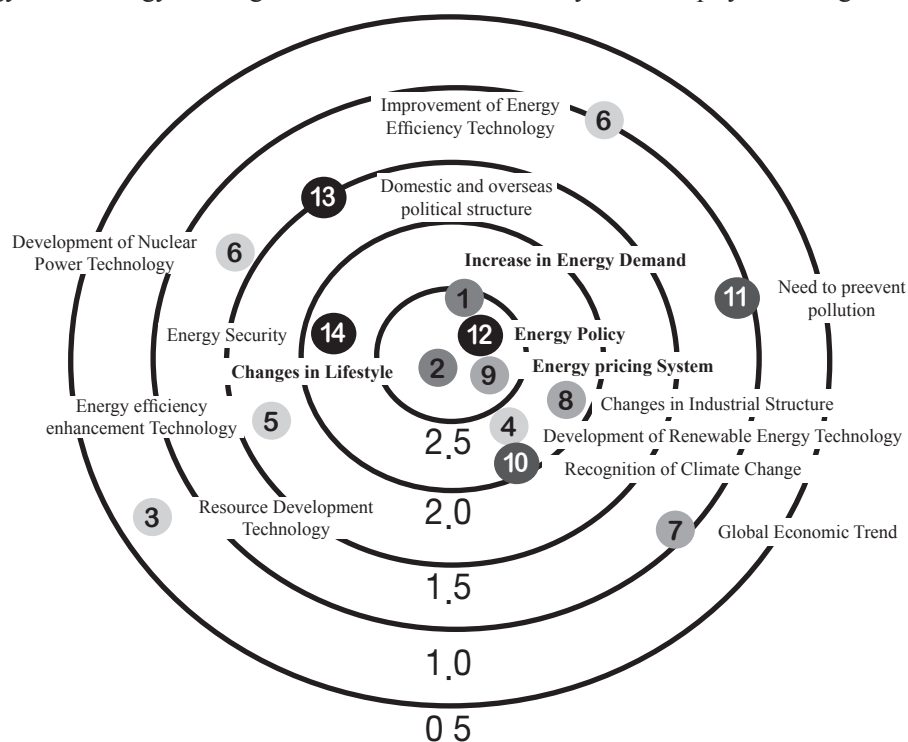 Improvement of Energy
Efficiency Technology
6
13
Domestic and overseas
political structure
Development of Nuclear
Power Technology
6
Increase in Energy Demand
1
11
Need to preevent
pollution
Energy Security
14
12
Energy Policy
Changes in Lifestyle
2
9
Energy pricing System
8
Changes in Industrial Structure
Energy efficiency
enhancement Technology
5
4
Development of Renewable Energy Technology
2.5
10
Recognition of Climate Change
3
Resource Development
Technology
2.0
7
Global Economic Trend
1.5
1.0
0 5